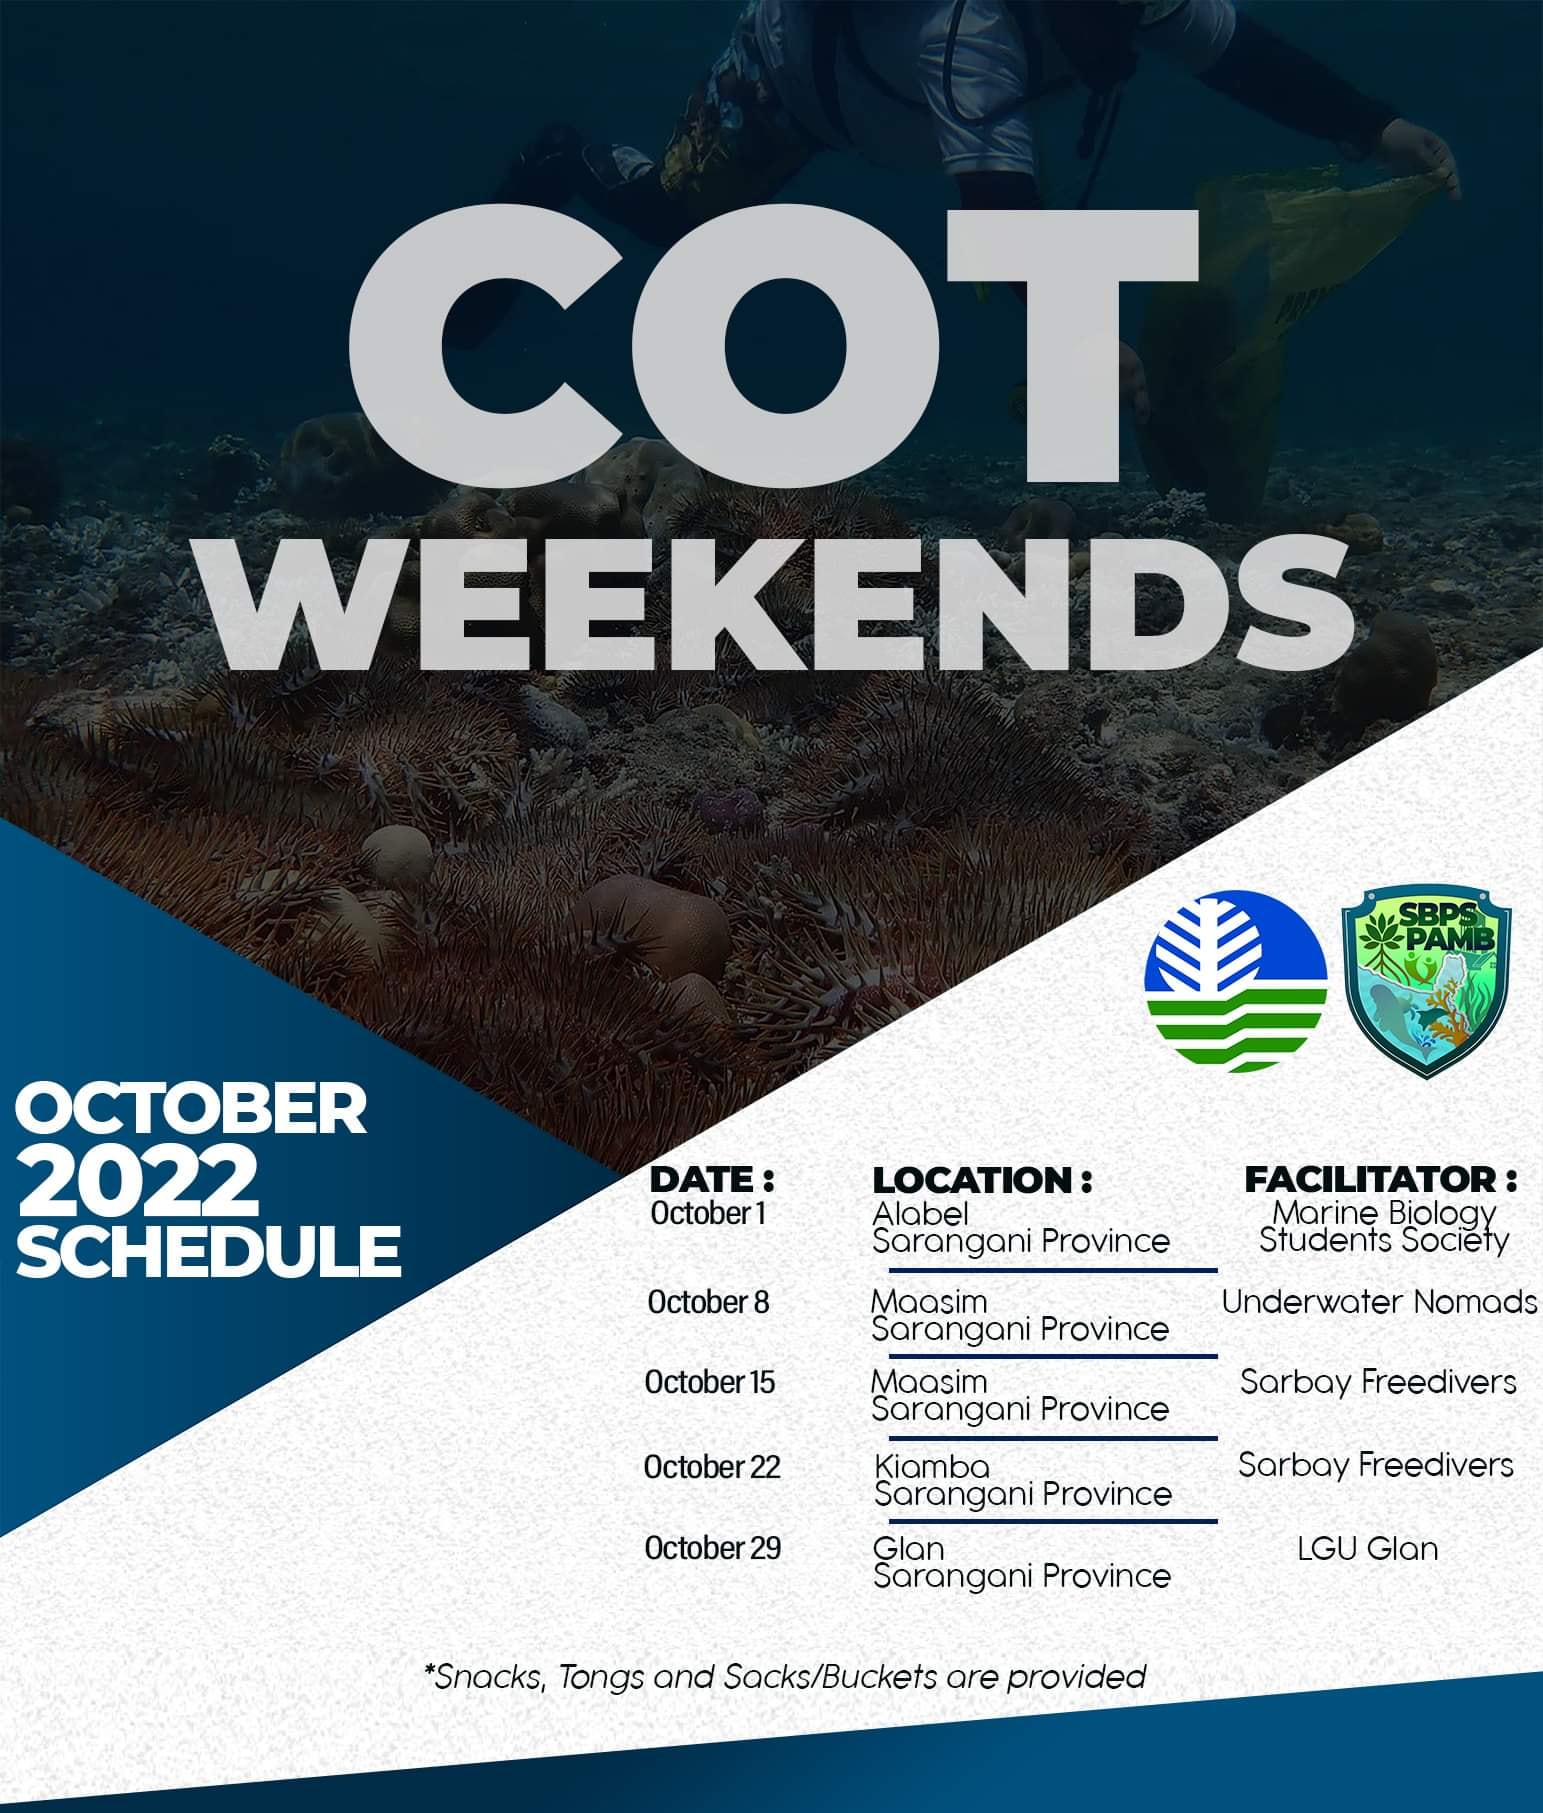 COT
WEEKENDS
SBPS
PAMB
OCTOBER
2022
SCHEDULE
DATE : LOCATION : FACILITATOR :
October 1 Alabel Marine Biology
Sarangani Province Students Society
October 8 Maasim Underwater Nomads
Sarangani Province
October 15 Maasim Sarbay Freedivers
Sarangani Province
October 22 Kiamba Sarbay Freedivers
Sarangani Province
October 29 Glan LGU Glan
Sarangani Province
*Snacks, Tongs and Sacks/Buckets are provided